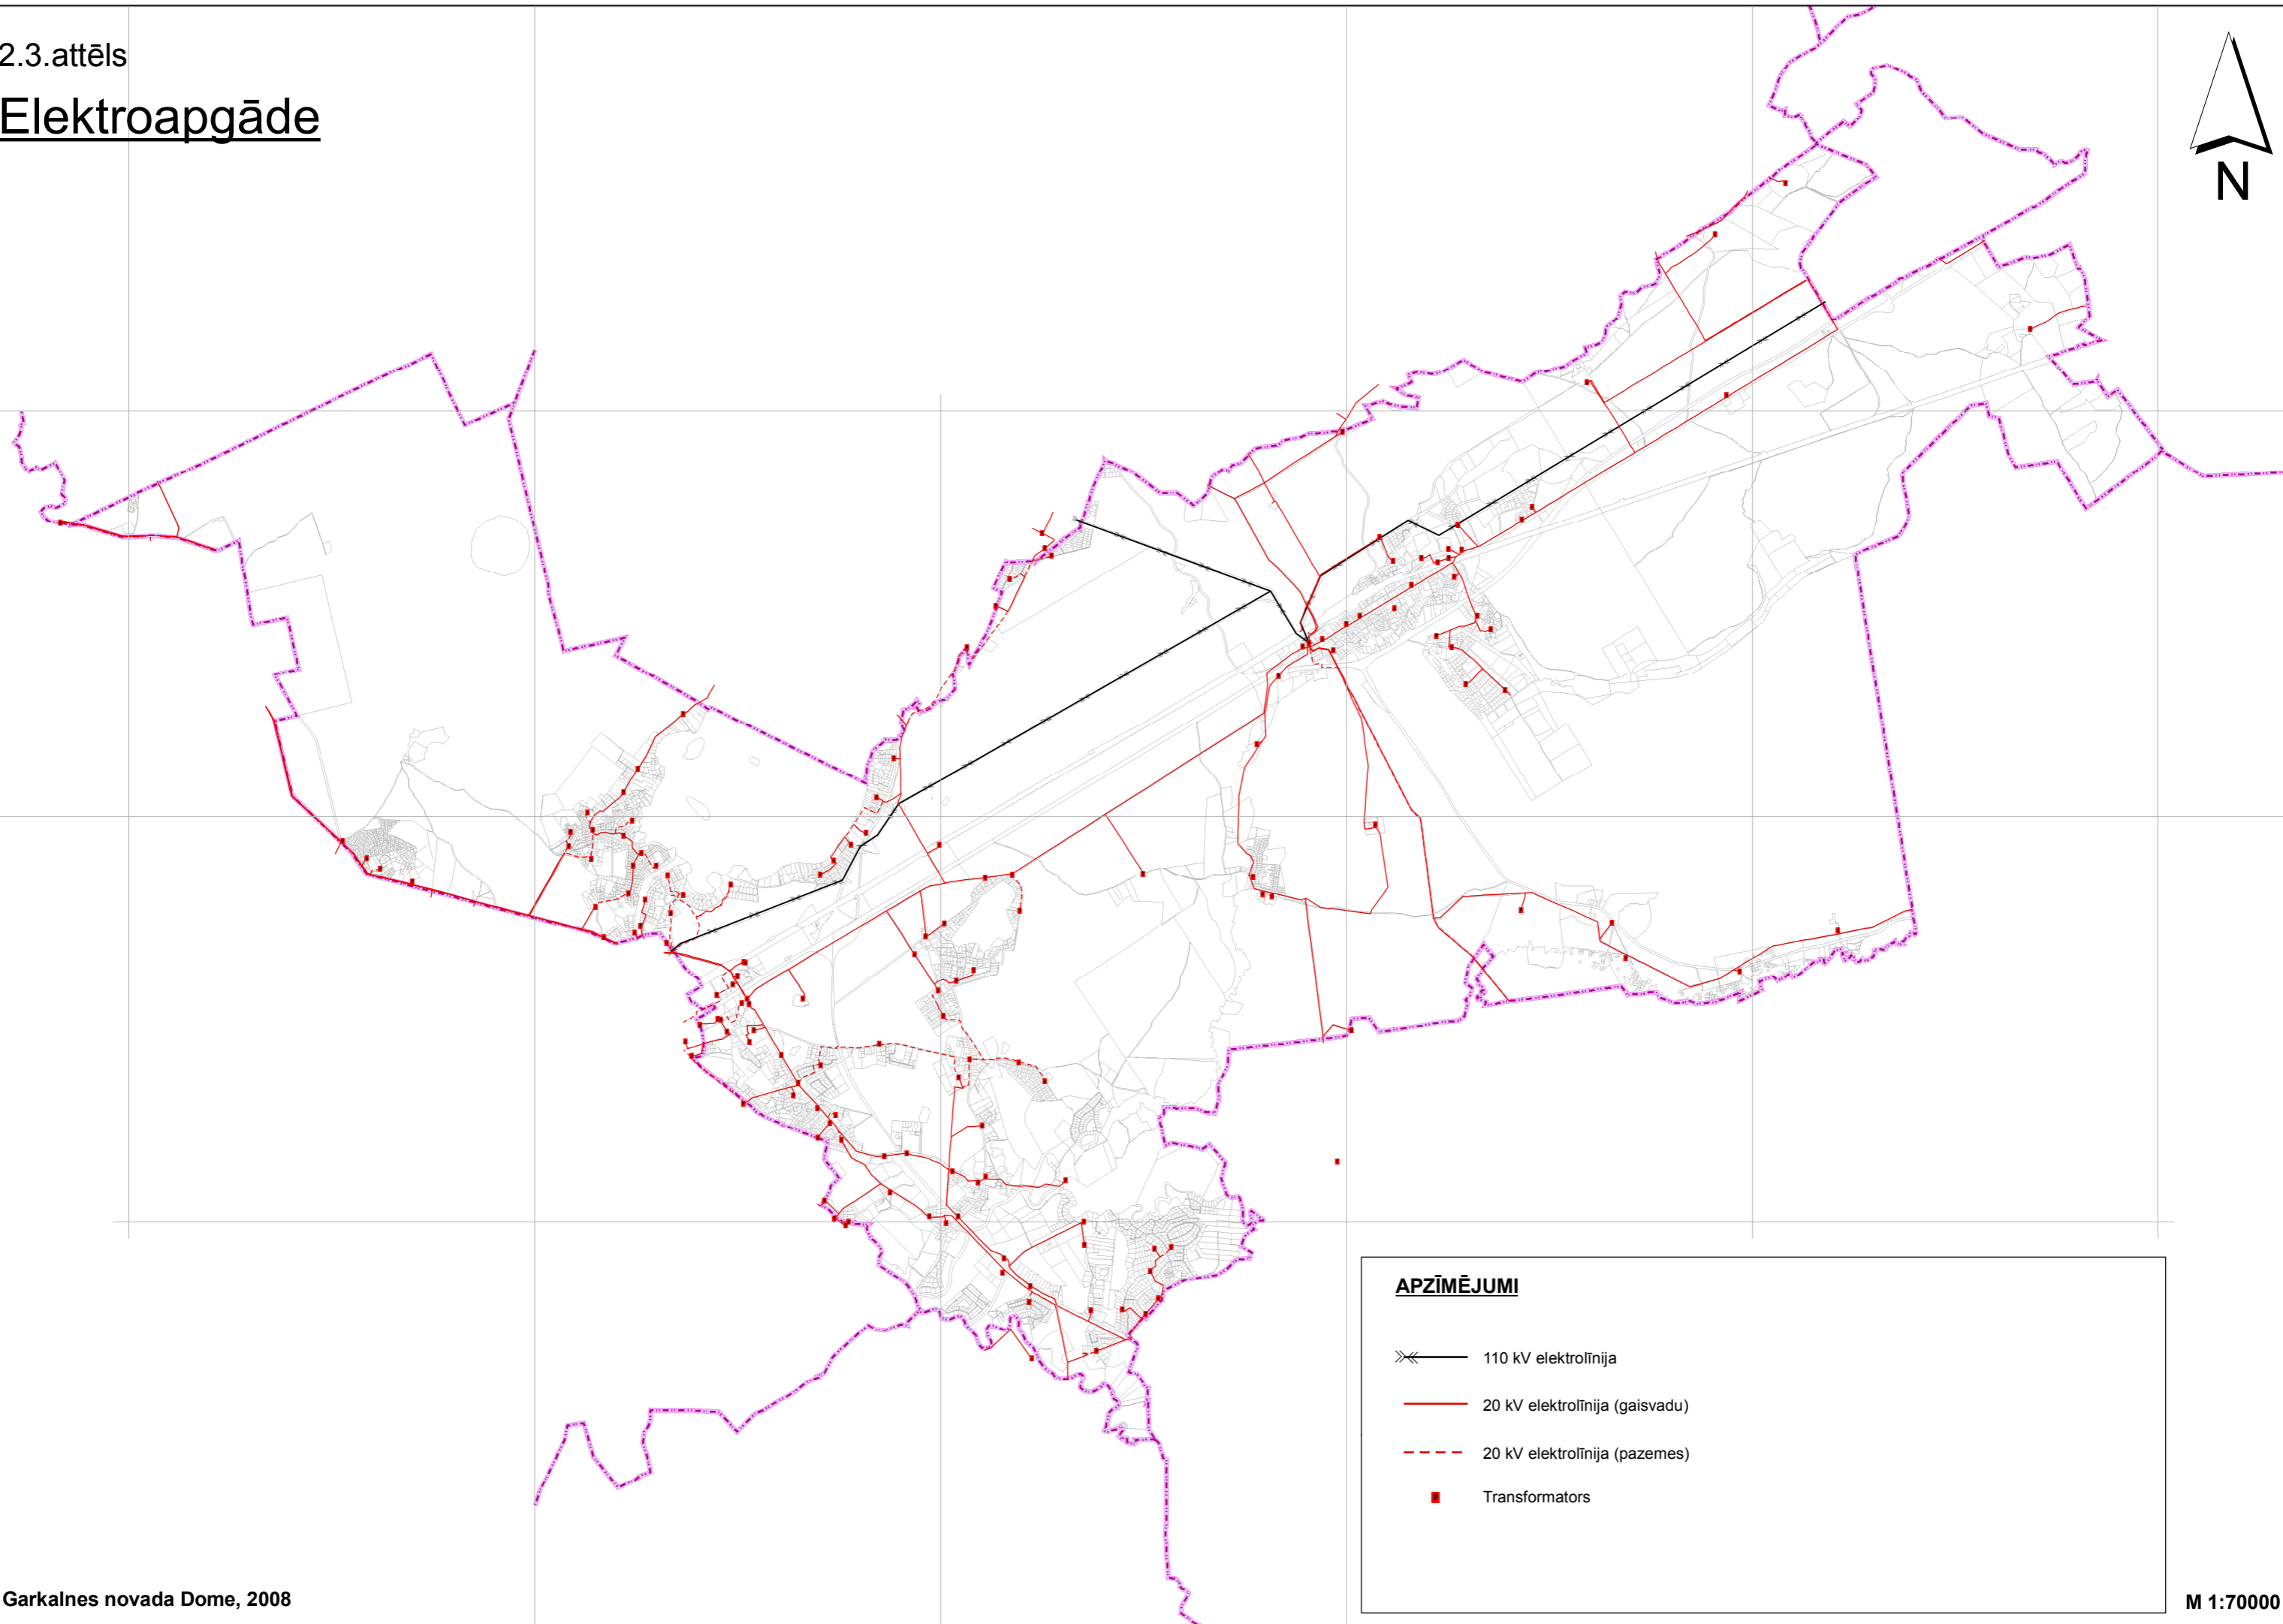 2.3.attēls
Elektroapgāde
N
APZĪMĒJUMI
110 kV elektrolīnija
20 kV elektrolīnija (gaisvadu)
20 kV elektrolīnija (pazemes)
Transformators
Garkalnes novada Dome, 2008
M 1:70000